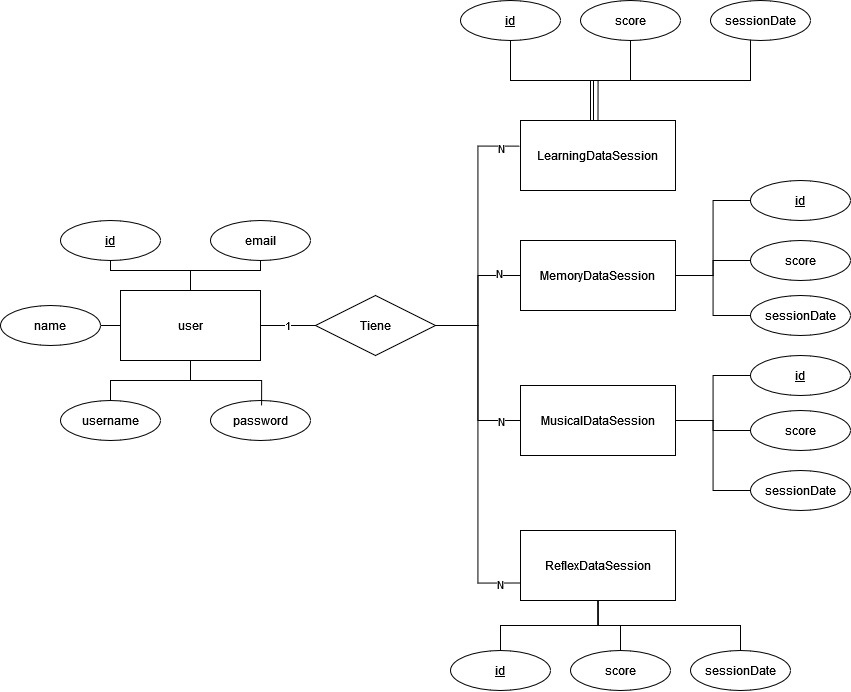 id
score
sessionDate
N
LearningDataSession
id
id
email
score
N
MemoryDataSession
sessionDate
name
user
1
Tiene
id
username
password
N
MusicalDataSession
score
sessionDate
ReflexDataSession
N
id
score
sessionDate